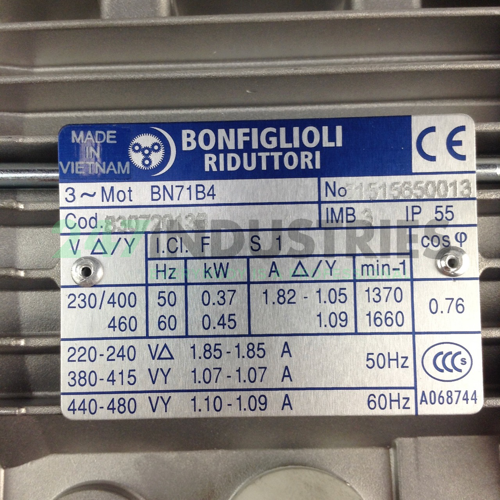 MADE IN VIETNAM
BONFIGLIOLI
RIDUTTORI
CE
3~Mot BN71B4 No
Cod. IMB IP 55
V Δ/Y I.Cl. F S 1 cos φ
Hz kW A Δ/Y min-1
230/400 50 0.37 1.82 - 1.05 1370 0.76
460 60 0.45 1.09 1660
220-240 VΔ 1.85 - 1.85 A 50Hz
380-415 VY 1.07 - 1.07 A
440-480 VY 1.10 - 1.09 A 60Hz
CCC S
A068744
INDUSTRIES